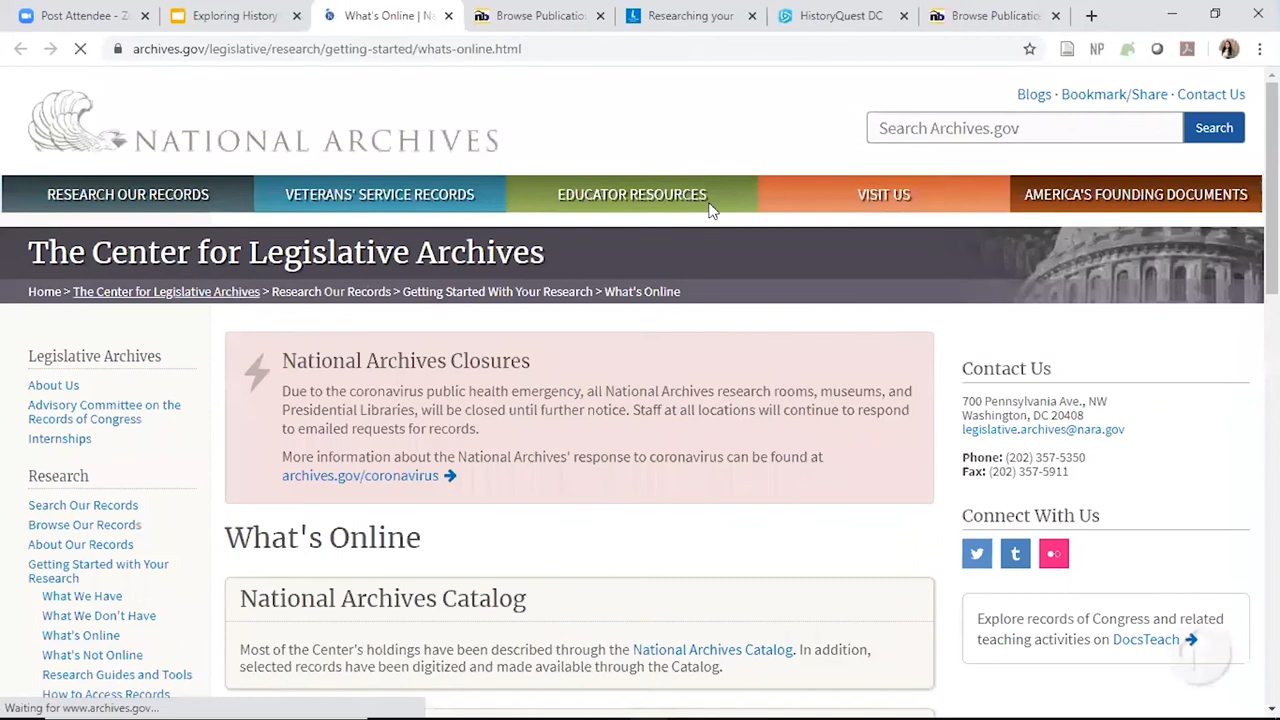 Post Attendee - Zo
Exploring History
What's Online | Na
Browse Publicatio
Researching your
HistoryQuest DC
Browse Publicatio
archives.gov/legislative/research/getting-started/whats-online.html
NP
Blogs · Bookmark/Share · Contact Us
NATIONAL ARCHIVES
Search Archives.gov
Search
RESEARCH OUR RECORDS
VETERANS' SERVICE RECORDS
EDUCATOR RESOURCES
VISIT US
AMERICA'S FOUNDING DOCUMENTS
The Center for Legislative Archives
Home > The Center for Legislative Archives > Research Our Records > Getting Started With Your Research > What's Online
Legislative Archives
About Us
Advisory Committee on the
Records of Congress
Internships
Research
Search Our Records
Browse Our Records
About Our Records
Getting Started with Your
Research
What We Have
What We Don't Have
What's Online
What's Not Online
Research Guides and Tools
How to Access Records
National Archives Closures
Due to the coronavirus public health emergency, all National Archives research rooms, museums, and
Presidential Libraries, will be closed until further notice. Staff at all locations will continue to respond
to emailed requests for records.
More information about the National Archives' response to coronavirus can be found at
archives.gov/coronavirus
What's Online
National Archives Catalog
Most of the Center's holdings have been described through the National Archives Catalog. In addition,
selected records have been digitized and made available through the Catalog.
Contact Us
700 Pennsylvania Ave., NW
Washington, DC 20408
legislative.archives@nara.gov
Phone: (202) 357-5350
Fax: (202) 357-5911
Connect With Us
Explore records of Congress and related
teaching activities on DocsTeach
Waiting for www.archives.gov...